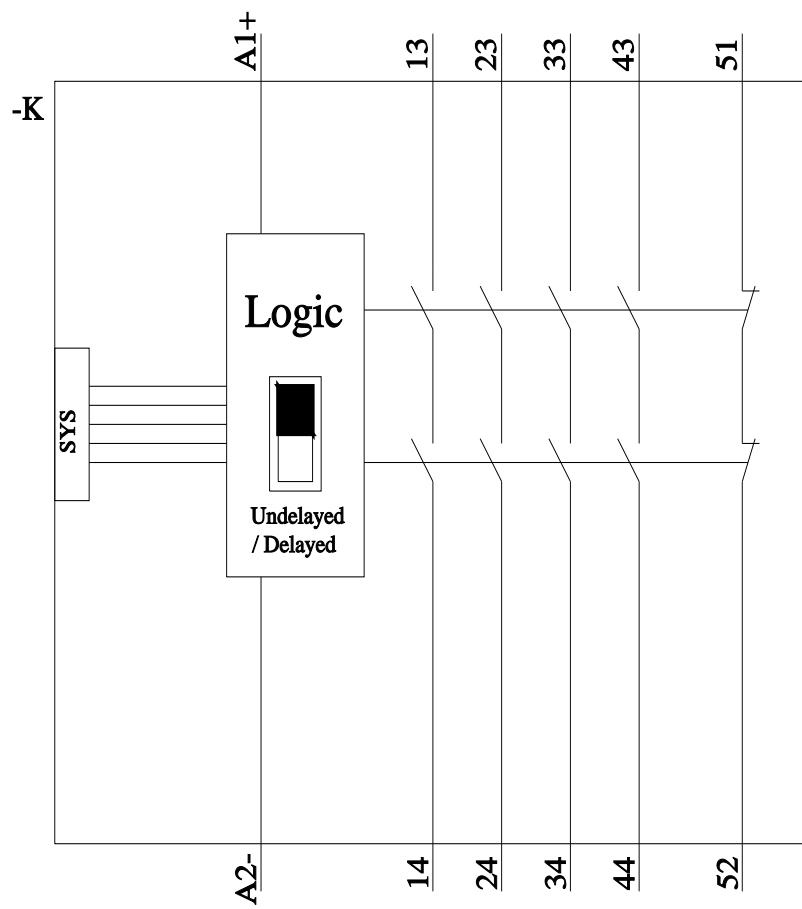 A1+
13
23
33
43
51
-K
Logic
SYS
Undelayed
/ Delayed
A2-
14
24
34
44
52